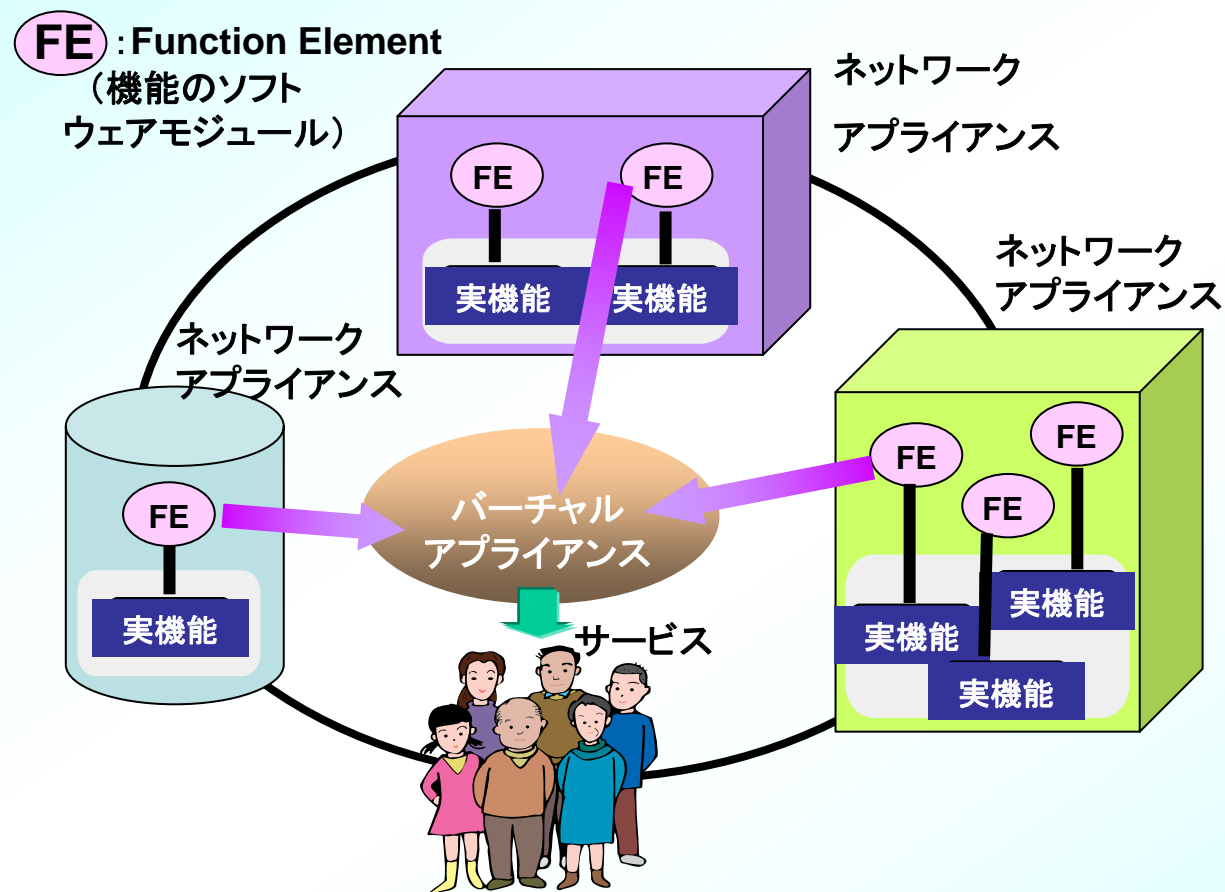 FE：Function Element
（機能のソフト
ウェアモジュール）
ネットワーク
アプライアンス
FE
FE
実機能
実機能
ネットワーク
アプライアンス
ネットワーク
アプライアンス
FE
実機能
FE
FE
FE
実機能
実機能
実機能
バーチャル
アプライアンス
サービス